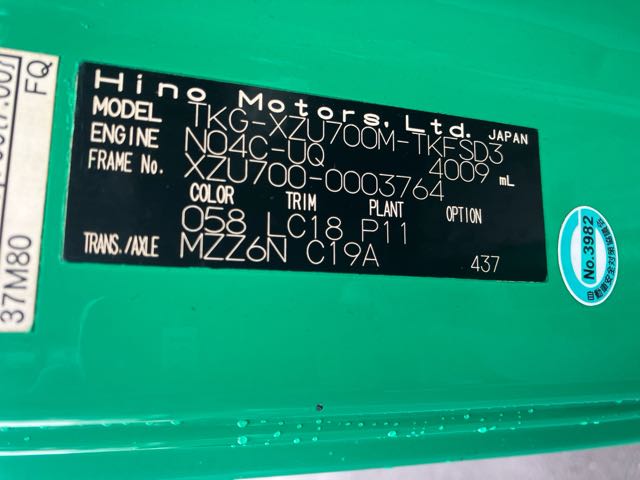 Hino Motors, Ltd. JAPAN
MODEL TKG-XZU700M-TKFSD3
ENGINE N04C-UQ 4009 mL
FRAME No. XZU700-0003764
COLOR TRIM PLANT OPTION
058 LC18 P11
TRANS./AXLE MZZ6N C19A 437
FQ
37M80
No.3982